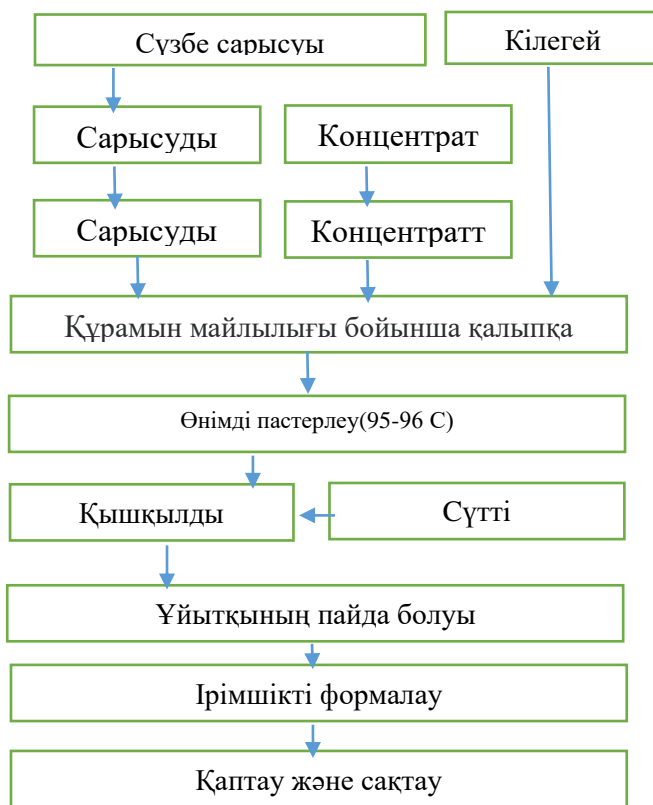 Сүзбе сарысуы
Кілегей
Сарысуды
Концентрат
Сарысуды
Концентратт
Құрамын майлылығы бойынша қалыпқа
Өнімді пастерлеу(95-96 С)
Қышқылды
Сүтті
Ұйытқының пайда болуы
Ірімшікті формалау
Қаптау және сақтау